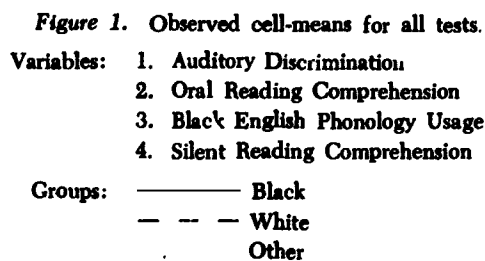 Figure 1. Observed cell-means for all tests.
Variables: 1. Auditory Discrimination
2. Oral Reading Comprehension
3. Black English Phonology Usage
4. Silent Reading Comprehension
Groups: ——— Black
— – — White
Other